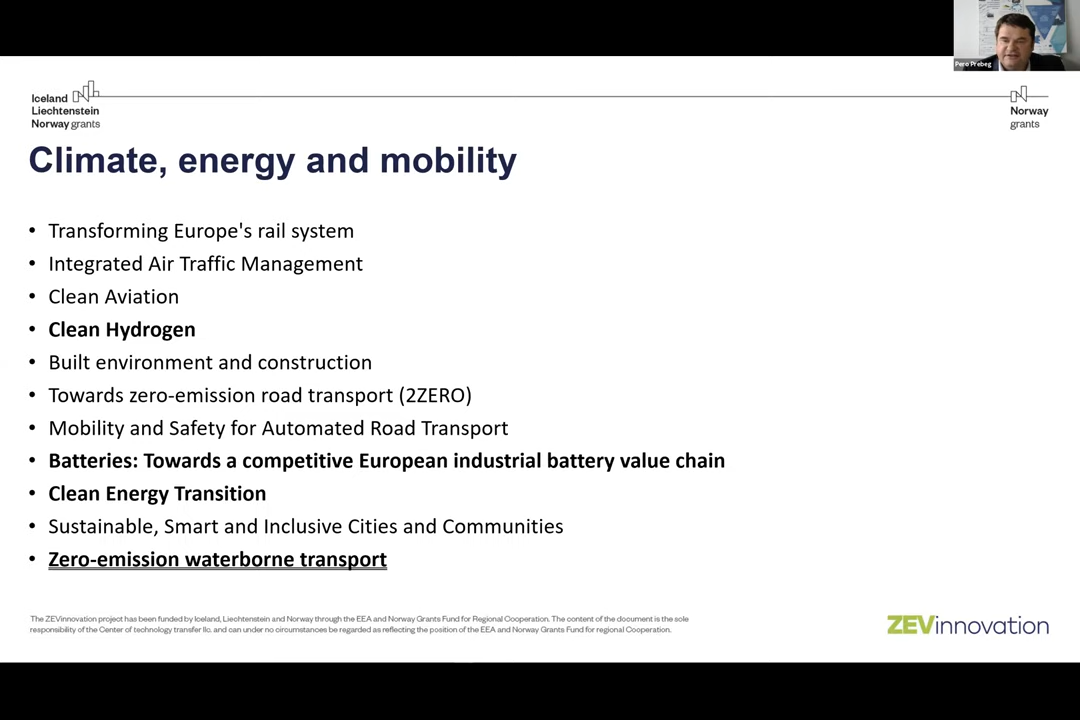 Pero Prebeg
Iceland
Liechtenstein
Norway grants
Norway
grants
Climate, energy and mobility
• Transforming Europe's rail system
• Integrated Air Traffic Management
• Clean Aviation
• Clean Hydrogen
• Built environment and construction
• Towards zero-emission road transport (2ZERO)
• Mobility and Safety for Automated Road Transport
• Batteries: Towards a competitive European industrial battery value chain
• Clean Energy Transition
• Sustainable, Smart and Inclusive Cities and Communities
• Zero-emission waterborne transport
The ZEVinnovation project has been funded by Iceland, Liechtenstein and Norway through the EEA and Norway Grants Fund for Regional Cooperation. The content of the document is the sole
responsibility of the Center of technology transfer llc. and can under no circumstances be regarded as reflecting the position of the EEA and Norway Grants Fund for regional Cooperation.
ZEVinnovation